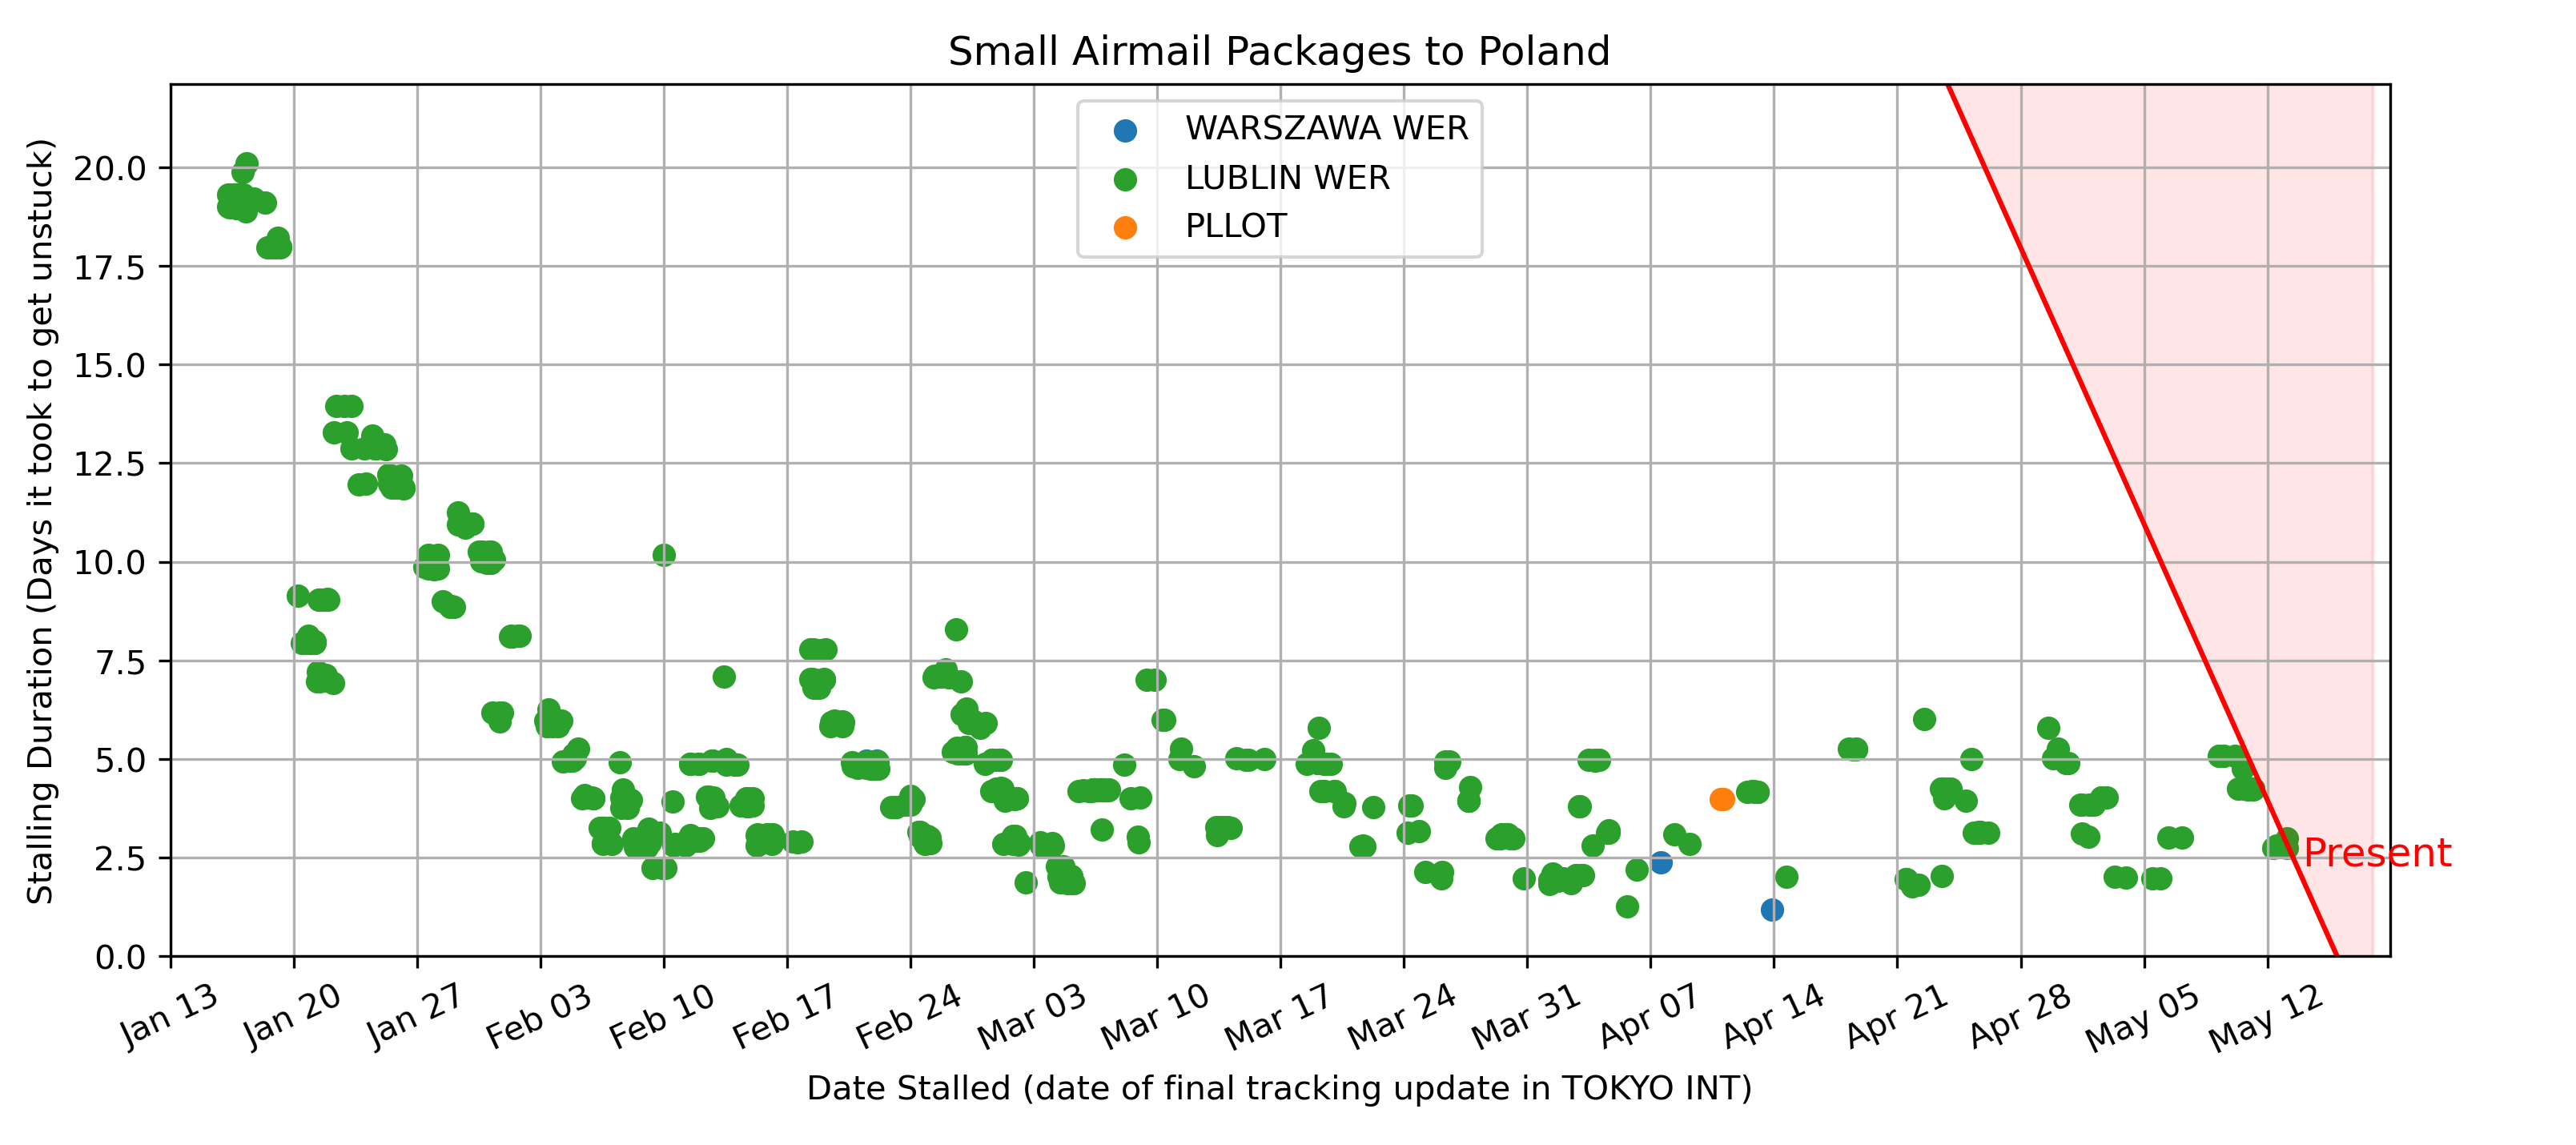 Small Airmail Packages to Poland
Stalling Duration (Days it took to get unstuck)
20.0
17.5
15.0
12.5
10.0
7.5
5.0
2.5
0.0
WARSZAWA WER
LUBLIN WER
PLLOT
Present
Jan 13
Jan 20
Jan 27
Feb 03
Feb 10
Feb 17
Feb 24
Mar 03
Mar 10
Mar 17
Mar 24
Mar 31
Apr 07
Apr 14
Apr 21
Apr 28
May 05
May 12
Date Stalled (date of final tracking update in TOKYO INT)